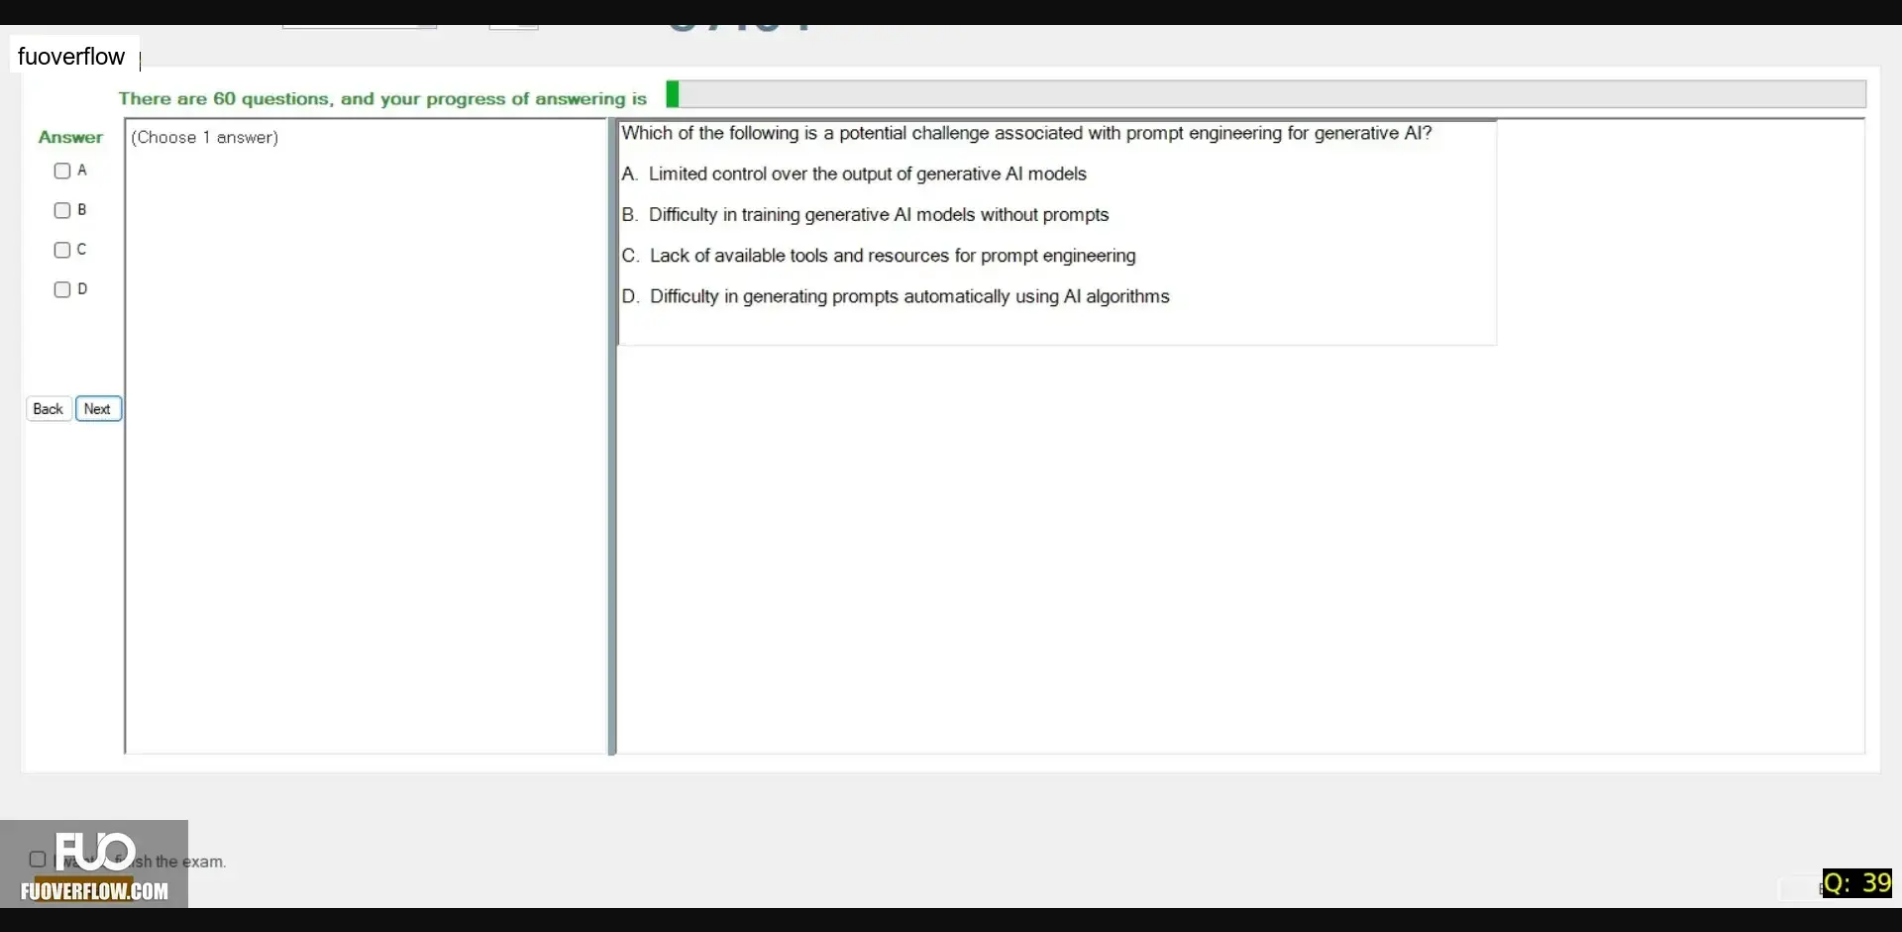 fuoverflow
There are 60 questions, and your progress of answering is
Answer
(Choose 1 answer)
A
B
C
D
Back
Next
Which of the following is a potential challenge associated with prompt engineering for generative AI?
A. Limited control over the output of generative AI models
B. Difficulty in training generative AI models without prompts
C. Lack of available tools and resources for prompt engineering
D. Difficulty in generating prompts automatically using AI algorithms
FUO
sh the exam.
FUOVERFLOW.COM
Q: 39